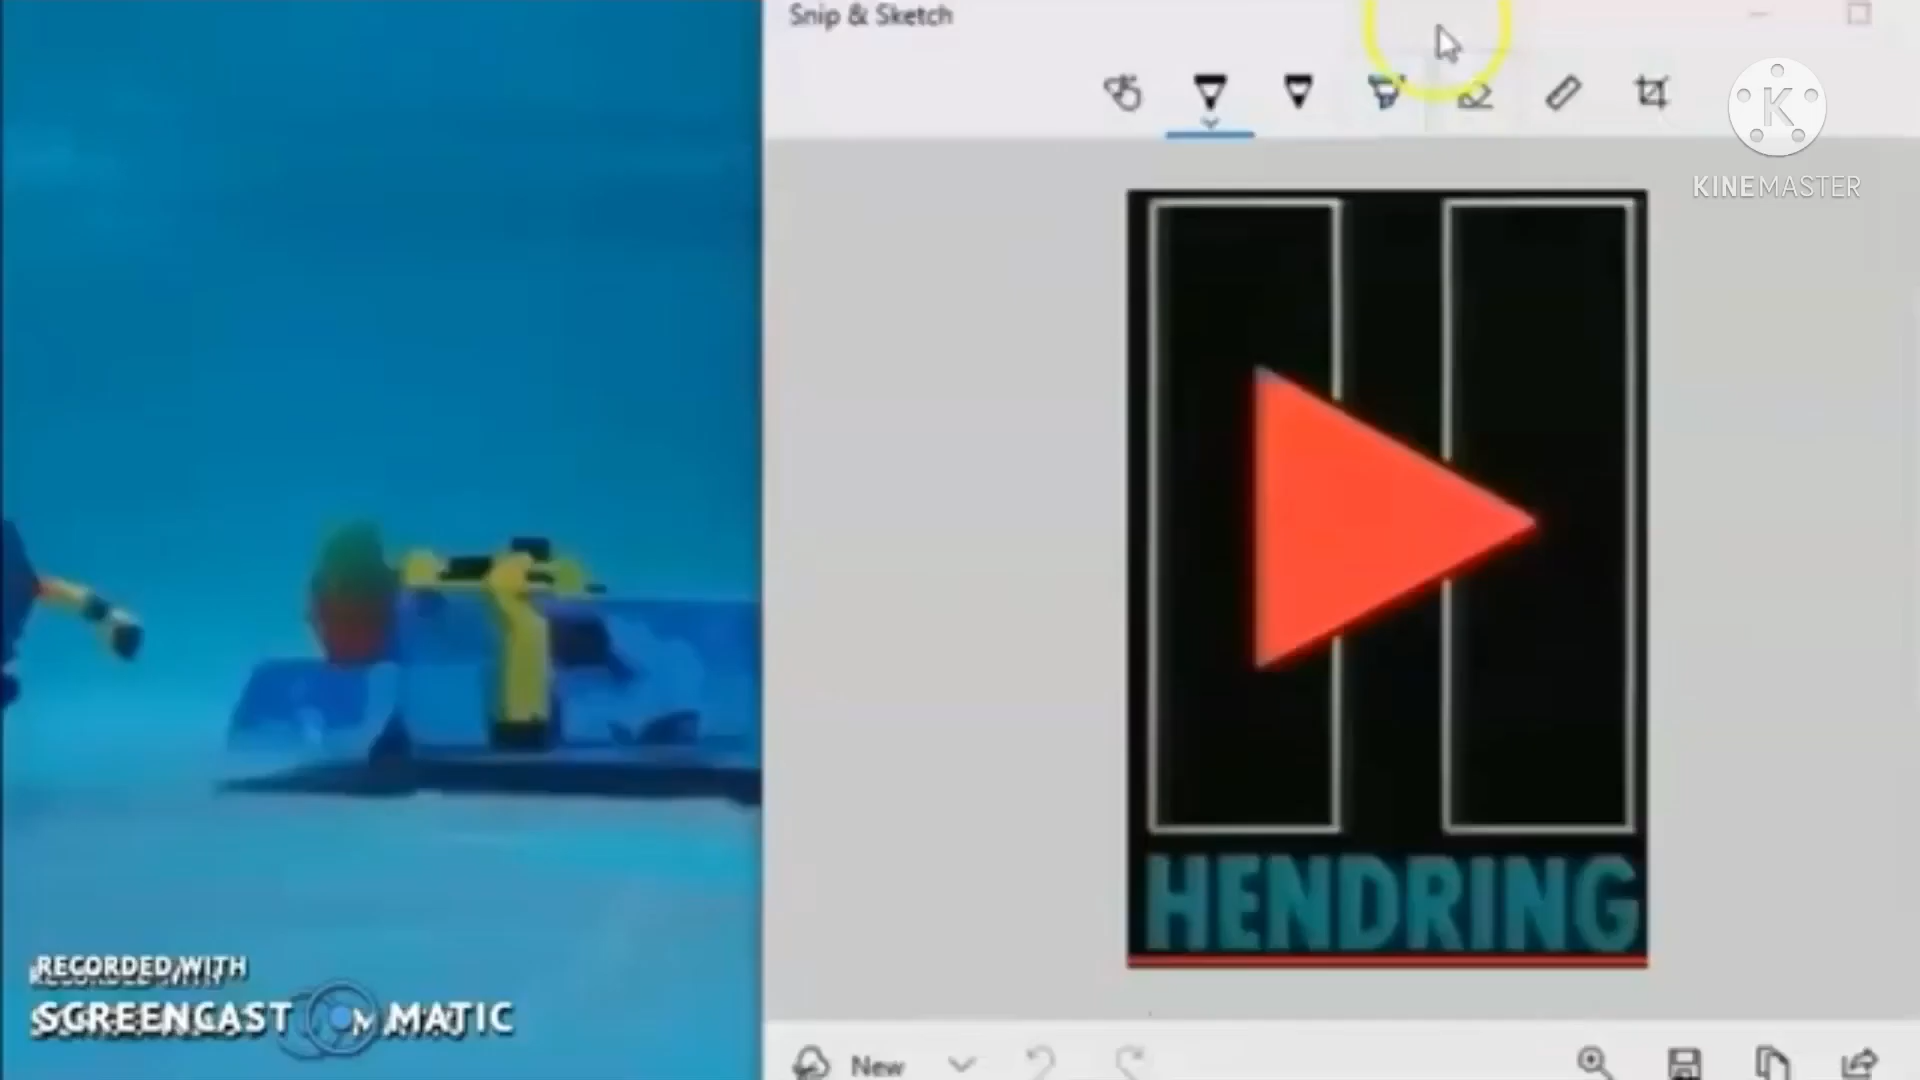 Snip & Sketch
KINEMASTER
HENDRING
RECORDED WITH
SCREENCAST MATIC
New